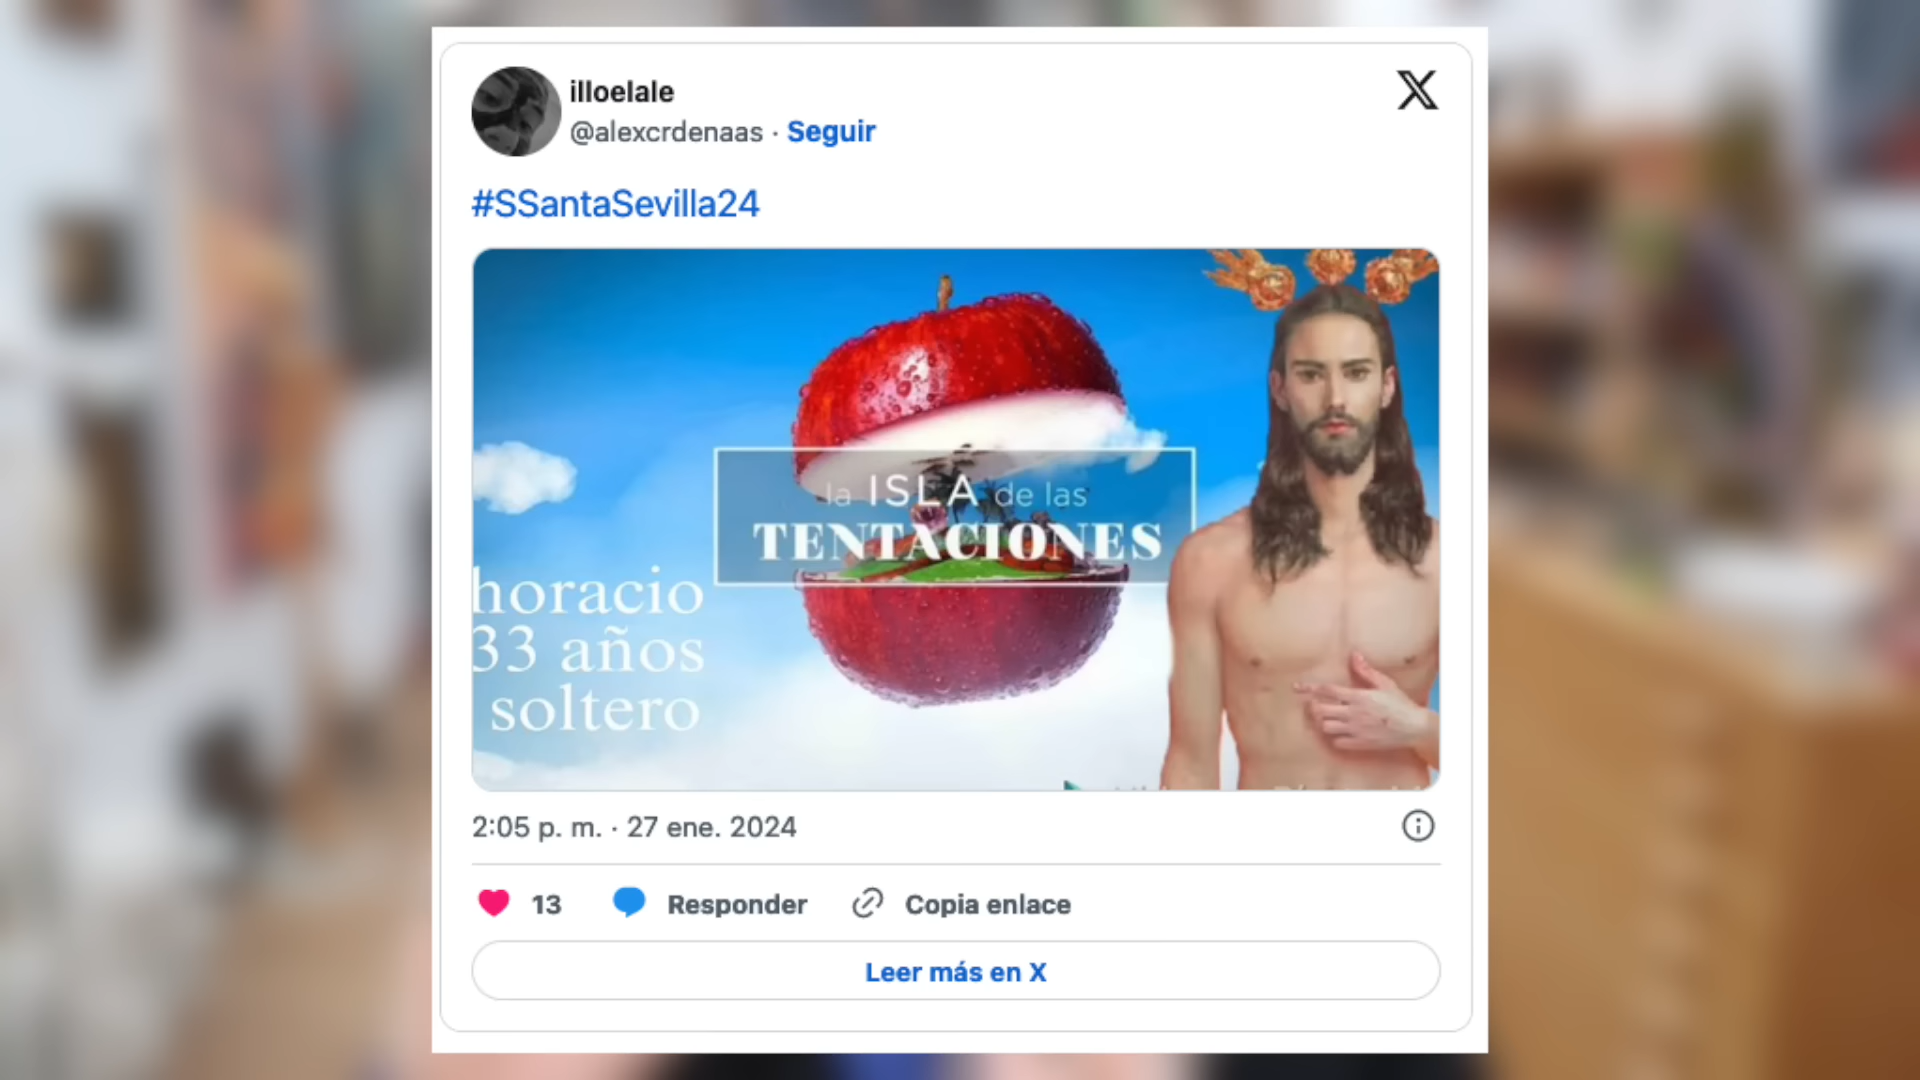 illoelale
@alexcrdenaas · Seguir
#SSantaSevilla24
la ISLA de las
TENTACIONES
horacio
33 años
soltero
2:05 p. m. · 27 ene. 2024
13
Responder
Copia enlace
Leer más en X